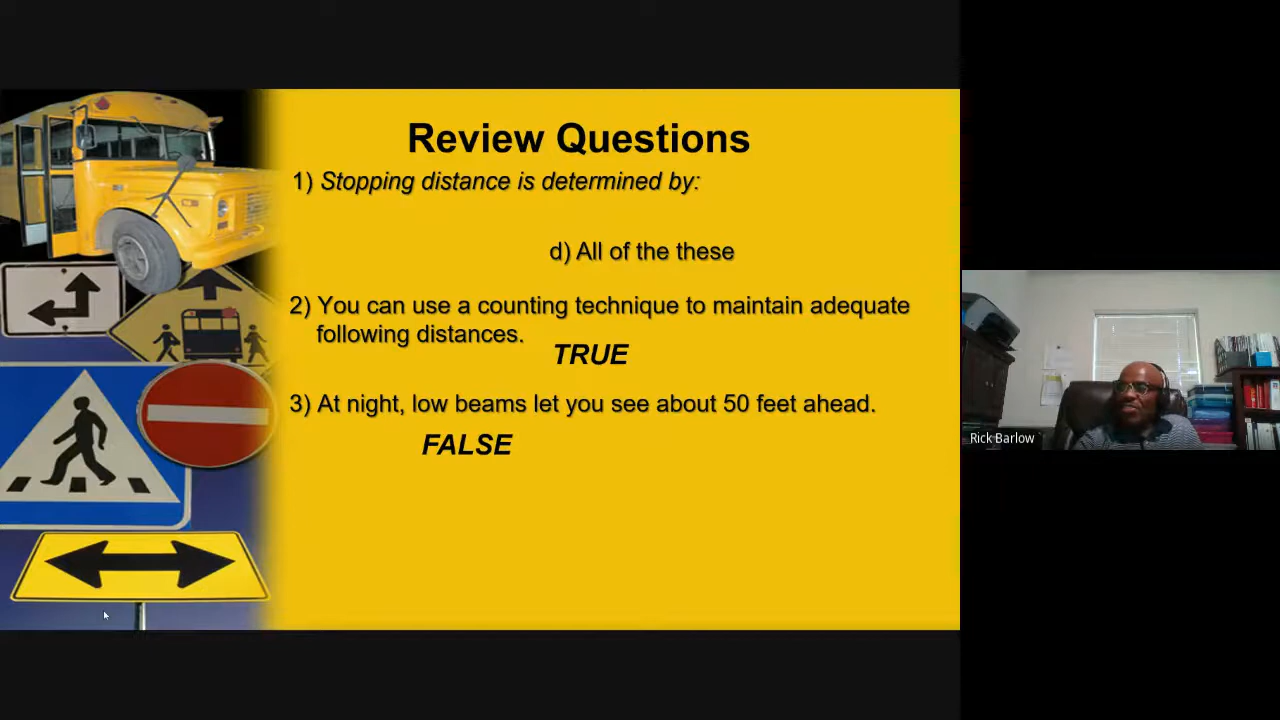 Review Questions
1) Stopping distance is determined by:
d) All of the these
2) You can use a counting technique to maintain adequate
following distances.
TRUE
3) At night, low beams let you see about 50 feet ahead.
FALSE
Rick Barlow